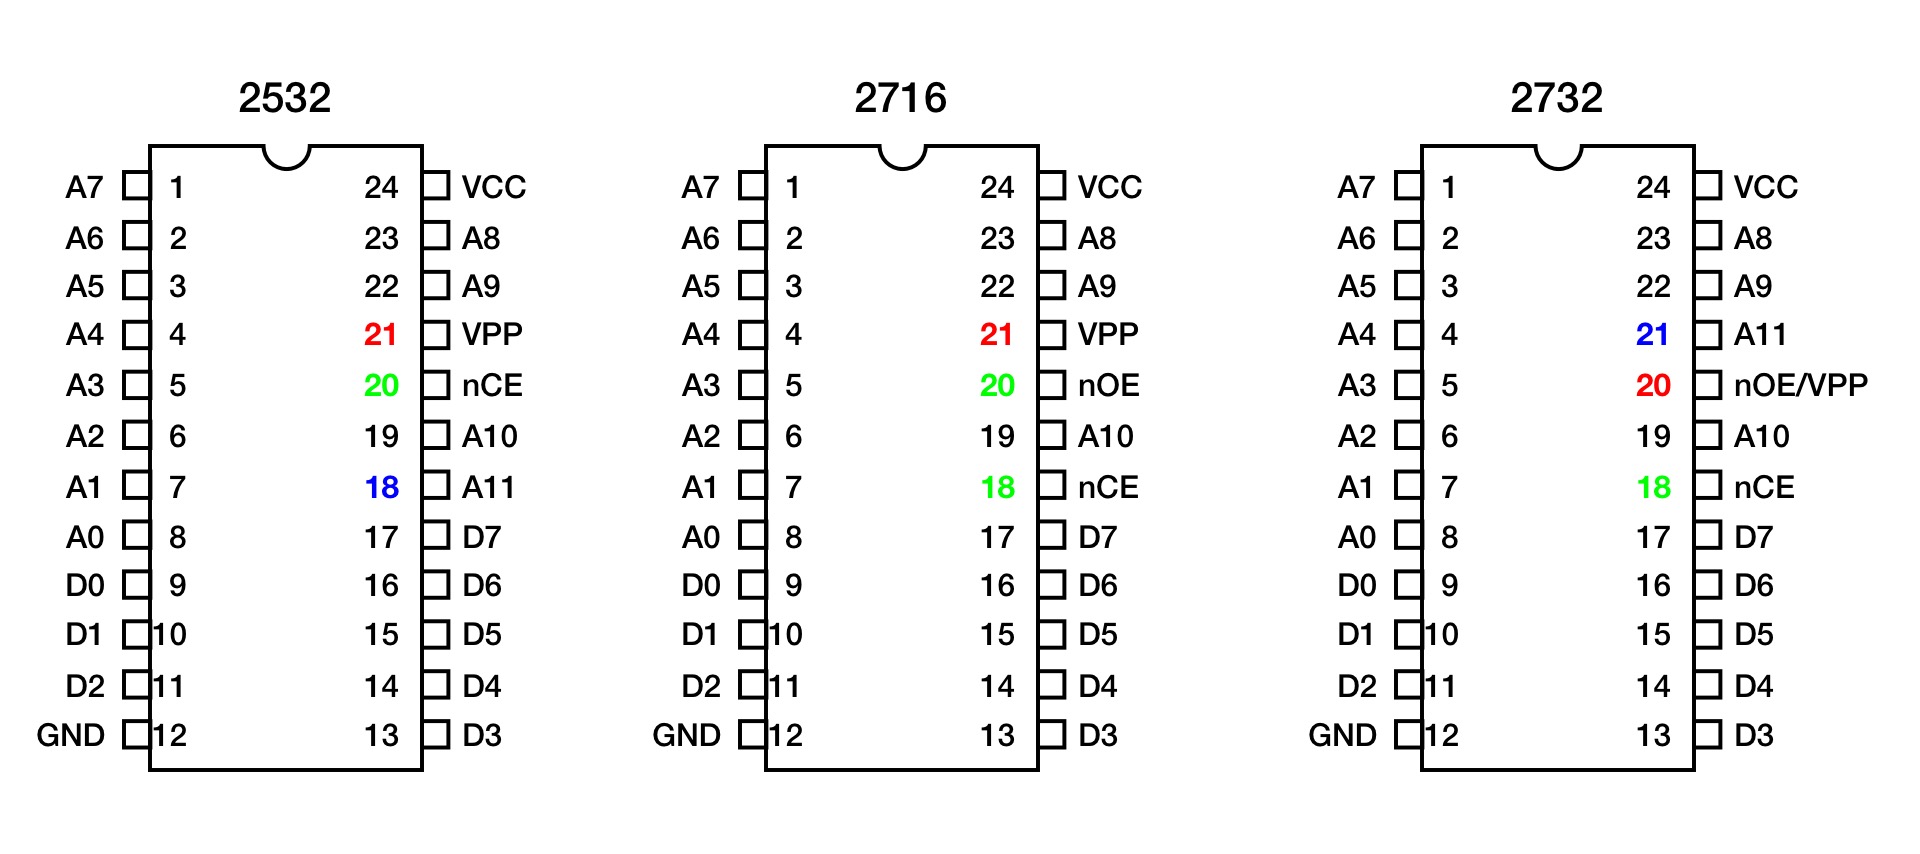 2532 2716 2732
A7 1 24 VCC A7 1 24 VCC A7 1 24 VCC
A6 2 23 A8 A6 2 23 A8 A6 2 23 A8
A5 3 22 A9 A5 3 22 A9 A5 3 22 A9
A4 4 21 VPP A4 4 21 VPP A4 4 21 A11
A3 5 20 nCE A3 5 20 nOE A3 5 20 nOE/VPP
A2 6 19 A10 A2 6 19 A10 A2 6 19 A10
A1 7 18 A11 A1 7 18 nCE A1 7 18 nCE
A0 8 17 D7 A0 8 17 D7 A0 8 17 D7
D0 9 16 D6 D0 9 16 D6 D0 9 16 D6
D1 10 15 D5 D1 10 15 D5 D1 10 15 D5
D2 11 14 D4 D2 11 14 D4 D2 11 14 D4
GND 12 13 D3 GND 12 13 D3 GND 12 13 D3